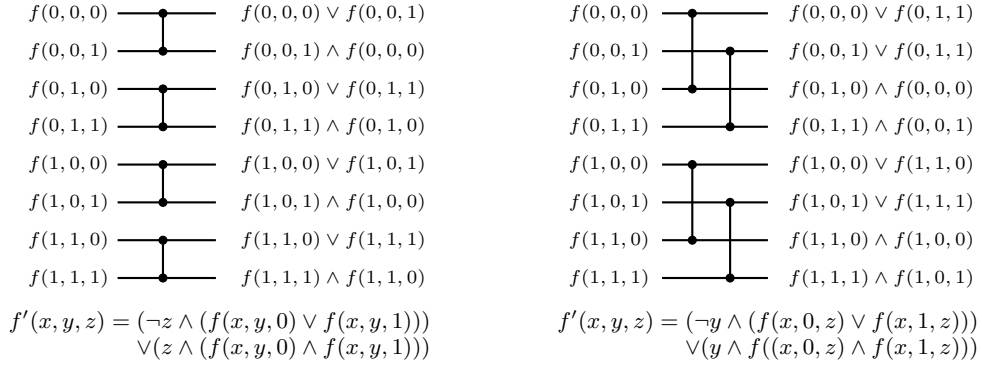 f(0, 0, 0) f(0, 0, 0) ∨ f(0, 0, 1)
f(0, 0, 1) f(0, 0, 1) ∧ f(0, 0, 0)
f(0, 1, 0) f(0, 1, 0) ∨ f(0, 1, 1)
f(0, 1, 1) f(0, 1, 1) ∧ f(0, 1, 0)
f(1, 0, 0) f(1, 0, 0) ∨ f(1, 0, 1)
f(1, 0, 1) f(1, 0, 1) ∧ f(1, 0, 0)
f(1, 1, 0) f(1, 1, 0) ∨ f(1, 1, 1)
f(1, 1, 1) f(1, 1, 1) ∧ f(1, 1, 0)
f′(x, y, z) = (¬z ∧ (f(x, y, 0) ∨ f(x, y, 1)))
∨(z ∧ (f(x, y, 0) ∧ f(x, y, 1)))
f(0, 0, 0) f(0, 0, 0) ∨ f(0, 1, 1)
f(0, 0, 1) f(0, 0, 1) ∨ f(0, 1, 1)
f(0, 1, 0) f(0, 1, 0) ∧ f(0, 0, 0)
f(0, 1, 1) f(0, 1, 1) ∧ f(0, 0, 1)
f(1, 0, 0) f(1, 0, 0) ∨ f(1, 1, 0)
f(1, 0, 1) f(1, 0, 1) ∨ f(1, 1, 1)
f(1, 1, 0) f(1, 1, 0) ∧ f(1, 0, 0)
f(1, 1, 1) f(1, 1, 1) ∧ f(1, 0, 1)
f′(x, y, z) = (¬y ∧ (f(x, 0, z) ∨ f(x, 1, z)))
∨(y ∧ f((x, 0, z) ∧ f(x, 1, z)))